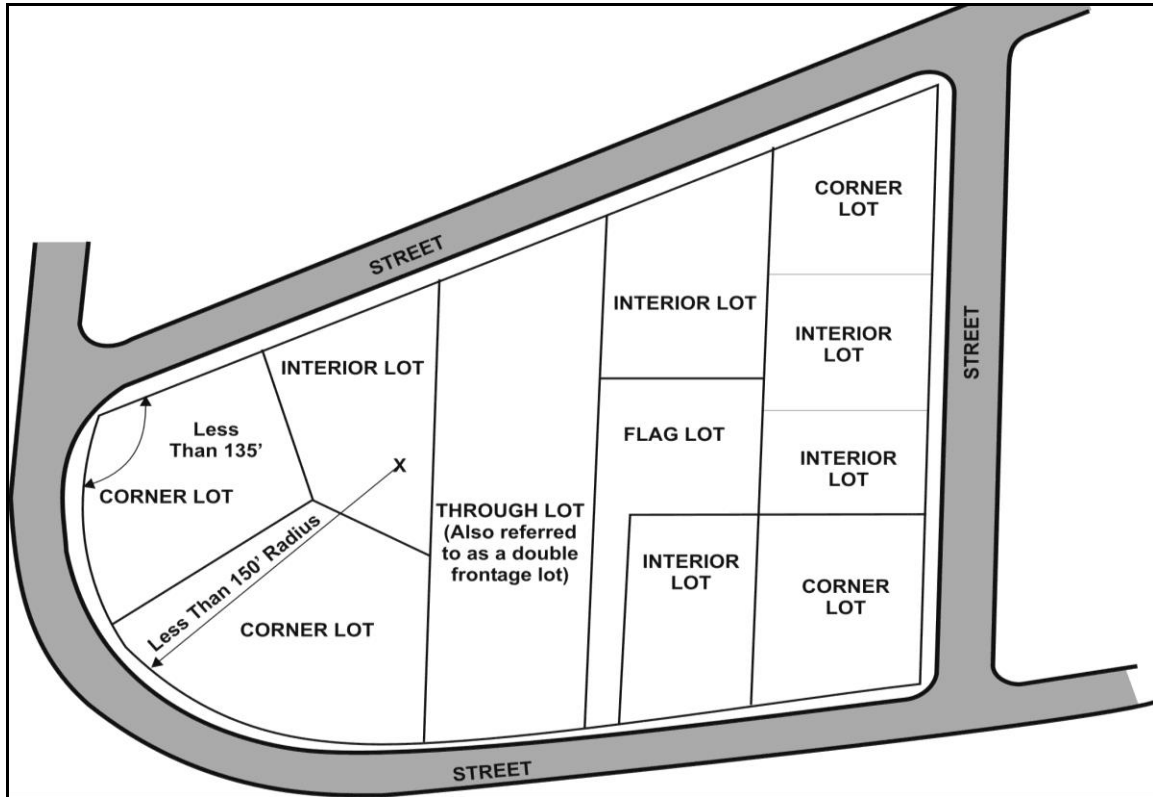 CORNER
LOT
STREET
INTERIOR LOT
INTERIOR
LOT
STREET
INTERIOR LOT
Less
Than 135’
FLAG LOT
INTERIOR
LOT
X
CORNER LOT
THROUGH LOT
(Also referred
to as a double
frontage lot)
Less Than 150’ Radius
INTERIOR
LOT
CORNER
LOT
CORNER LOT
STREET